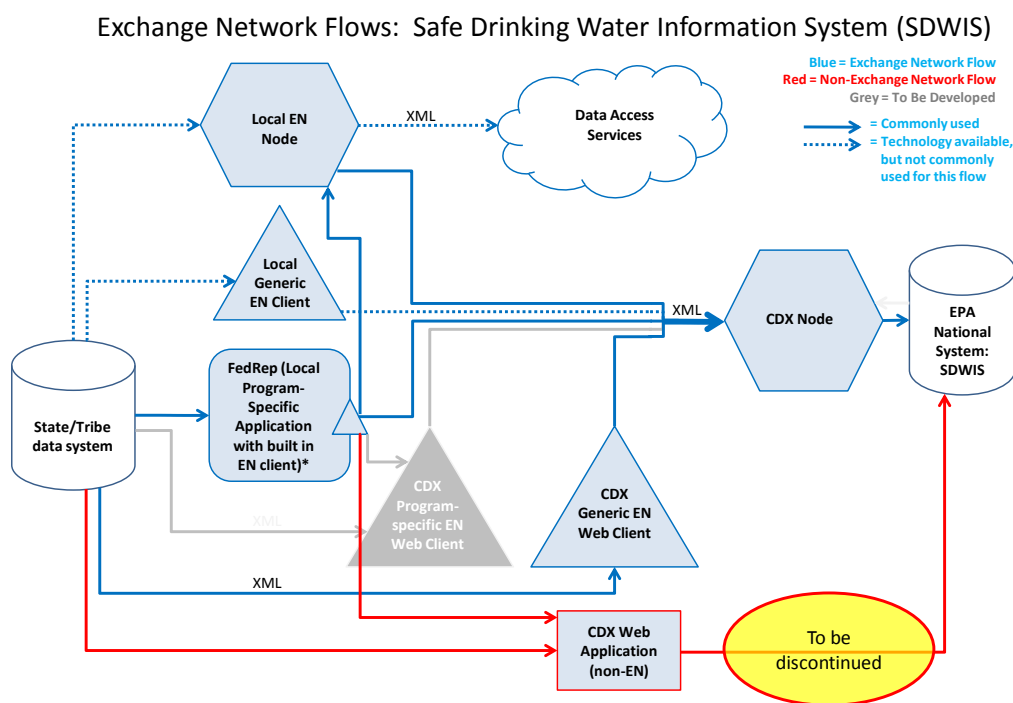 Exchange Network Flows:  Safe Drinking Water Information System (SDWIS)
Blue = Exchange Network Flow
Red = Non-Exchange Network Flow
Grey = To Be Developed
= Commonly used
= Technology available,
but not commonly
used for this flow
Local EN
Node
XML
Data Access
Services
Local
Generic
EN Client
XML
CDX Node
EPA
National
System:
SDWIS
State/Tribe
data system
FedRep (Local
Program-
Specific
Application
with built in
EN client)*
CDX
Program-
specific EN
Web Client
CDX
Generic EN
Web Client
XML
XML
CDX Web
Application
(non-EN)
To be
discontinued